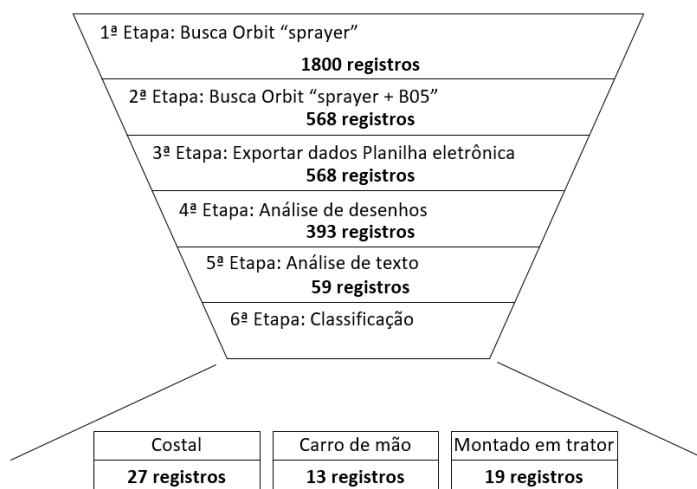 1ª Etapa: Busca Orbit “sprayer”
1800 registros
2ª Etapa: Busca Orbit “sprayer + B05”
568 registros
3ª Etapa: Exportar dados Planilha eletrônica
568 registros
4ª Etapa: Análise de desenhos
393 registros
5ª Etapa: Análise de texto
59 registros
6ª Etapa: Classificação
Costal
Carro de mão
Montado em trator
27 registros
13 registros
19 registros